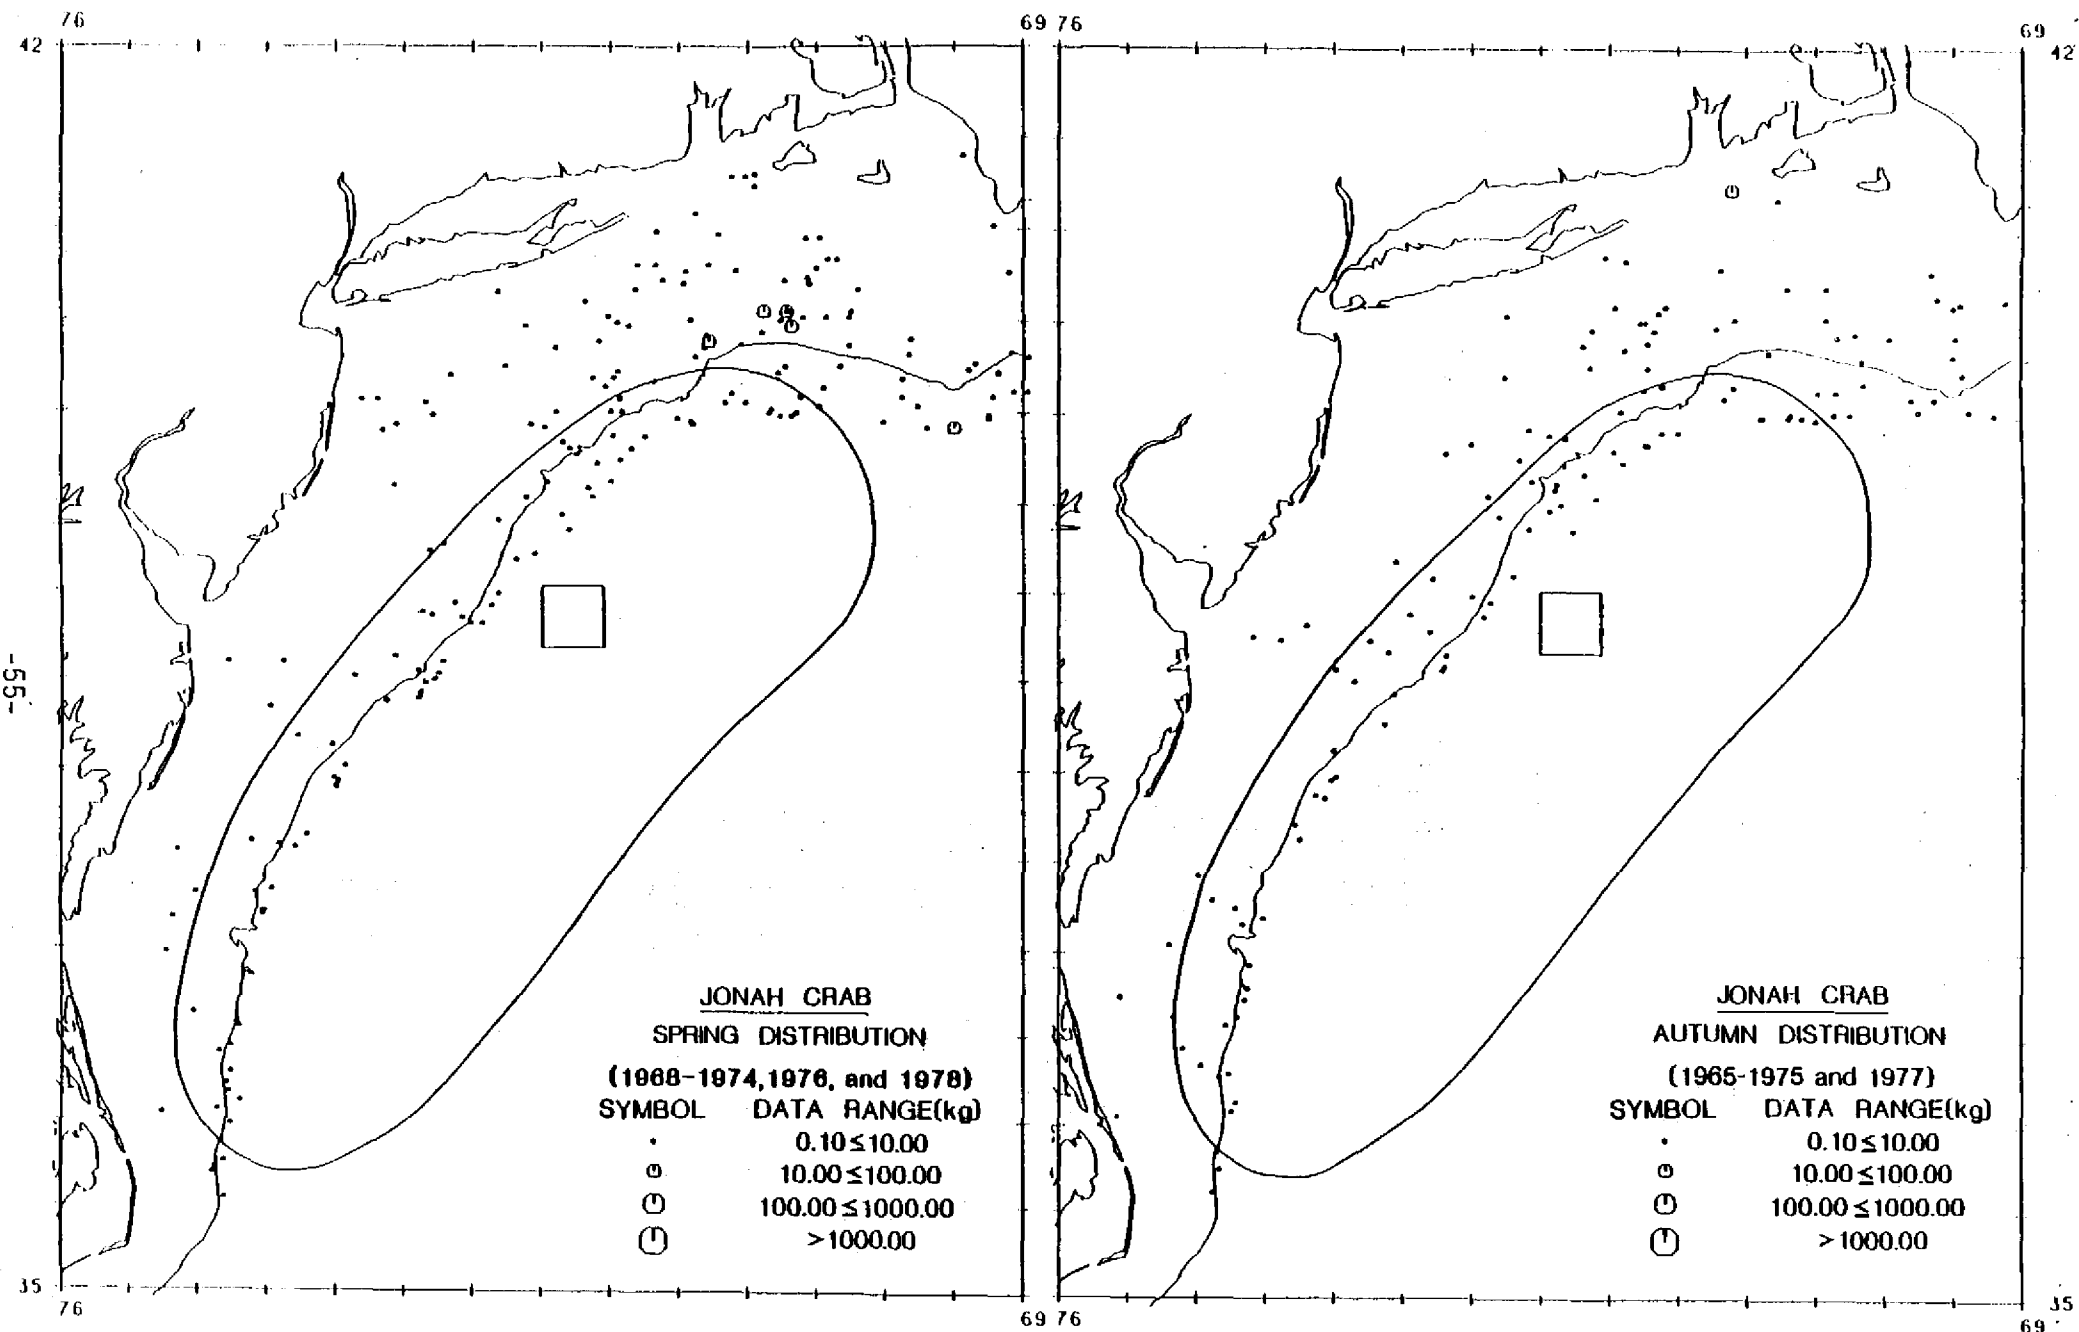 76
69 76
69
42
42
-55-
JONAH CRAB
SPRING DISTRIBUTION
(1968-1974,1976, and 1978)
SYMBOL DATA RANGE(kg)
0.10≤10.00
10.00≤100.00
100.00≤1000.00
>1000.00
JONAH CRAB
AUTUMN DISTRIBUTION
(1965-1975 and 1977)
SYMBOL DATA RANGE(kg)
0.10≤10.00
10.00≤100.00
100.00≤1000.00
>1000.00
35
35
76
69 76
69